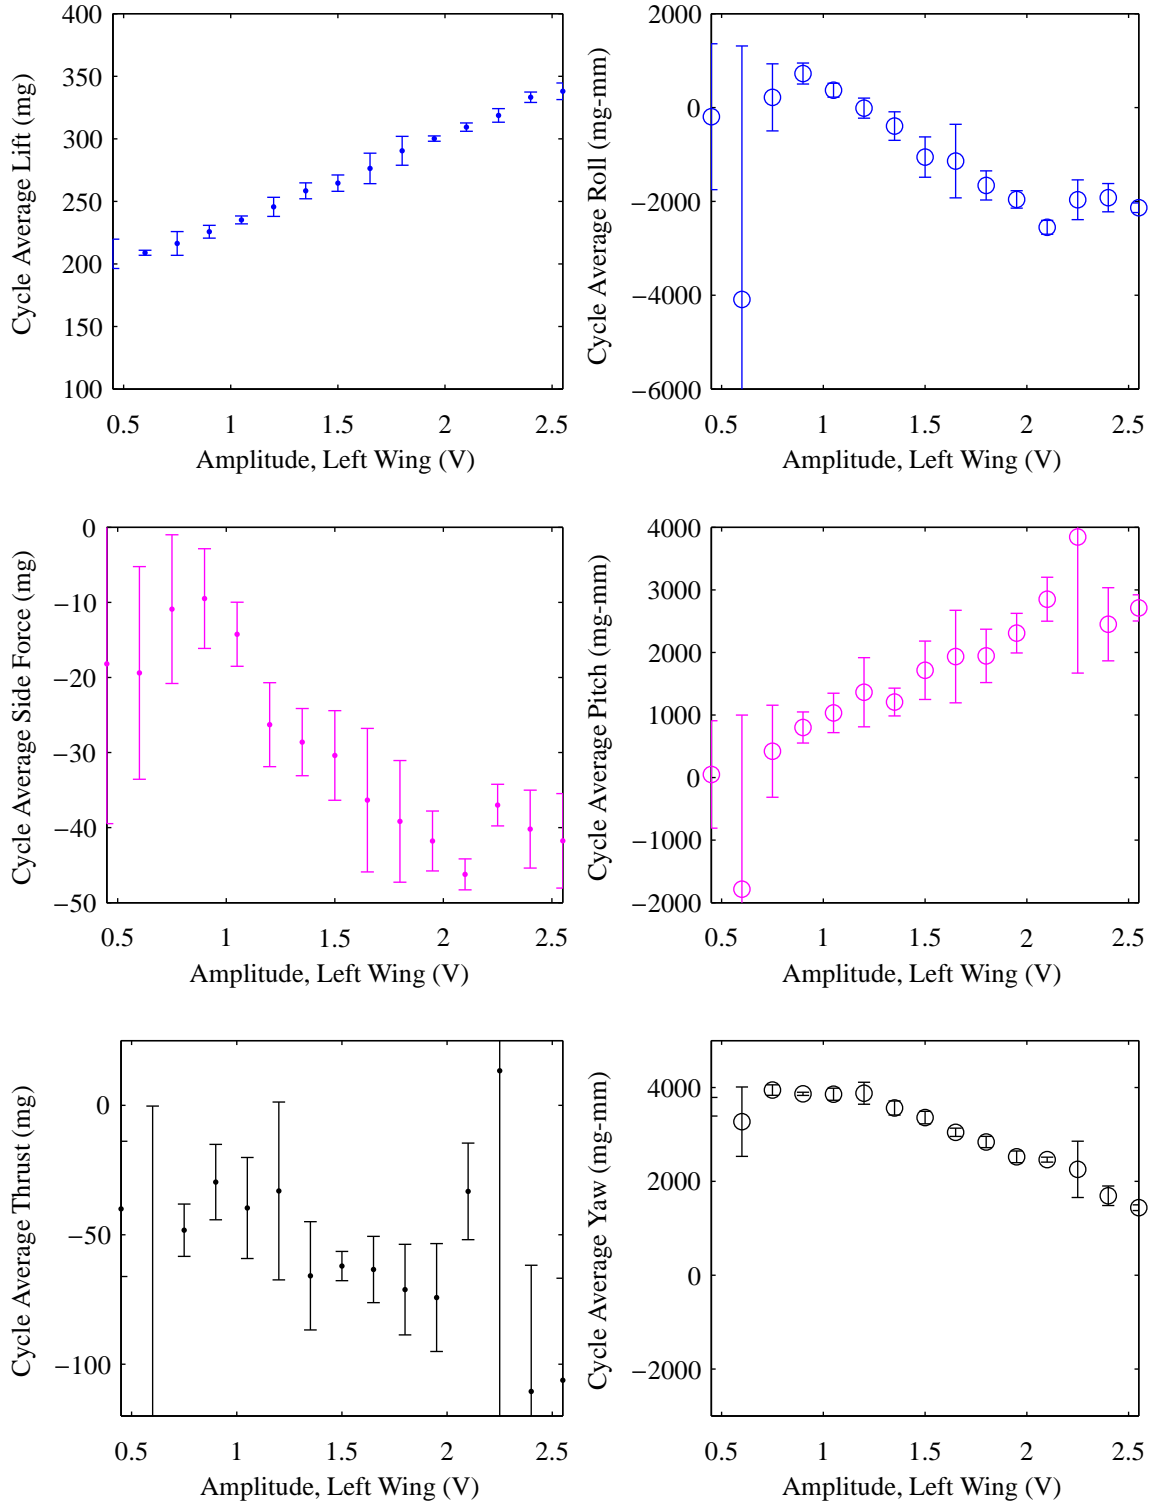 400
350
300
250
200
150
100
0.5 1 1.5 2 2.5
Cycle Average Lift (mg)
Amplitude, Left Wing (V)
2000
0
−2000
−4000
−6000
0.5 1 1.5 2 2.5
Cycle Average Roll (mg-mm)
Amplitude, Left Wing (V)
0
−10
−20
−30
−40
−50
0.5 1 1.5 2 2.5
Cycle Average Side Force (mg)
Amplitude, Left Wing (V)
4000
3000
2000
1000
0
−1000
−2000
0.5 1 1.5 2 2.5
Cycle Average Pitch (mg-mm)
Amplitude, Left Wing (V)
0
−50
−100
0.5 1 1.5 2 2.5
Cycle Average Thrust (mg)
Amplitude, Left Wing (V)
4000
2000
0
−2000
0.5 1 1.5 2 2.5
Cycle Average Yaw (mg-mm)
Amplitude, Left Wing (V)